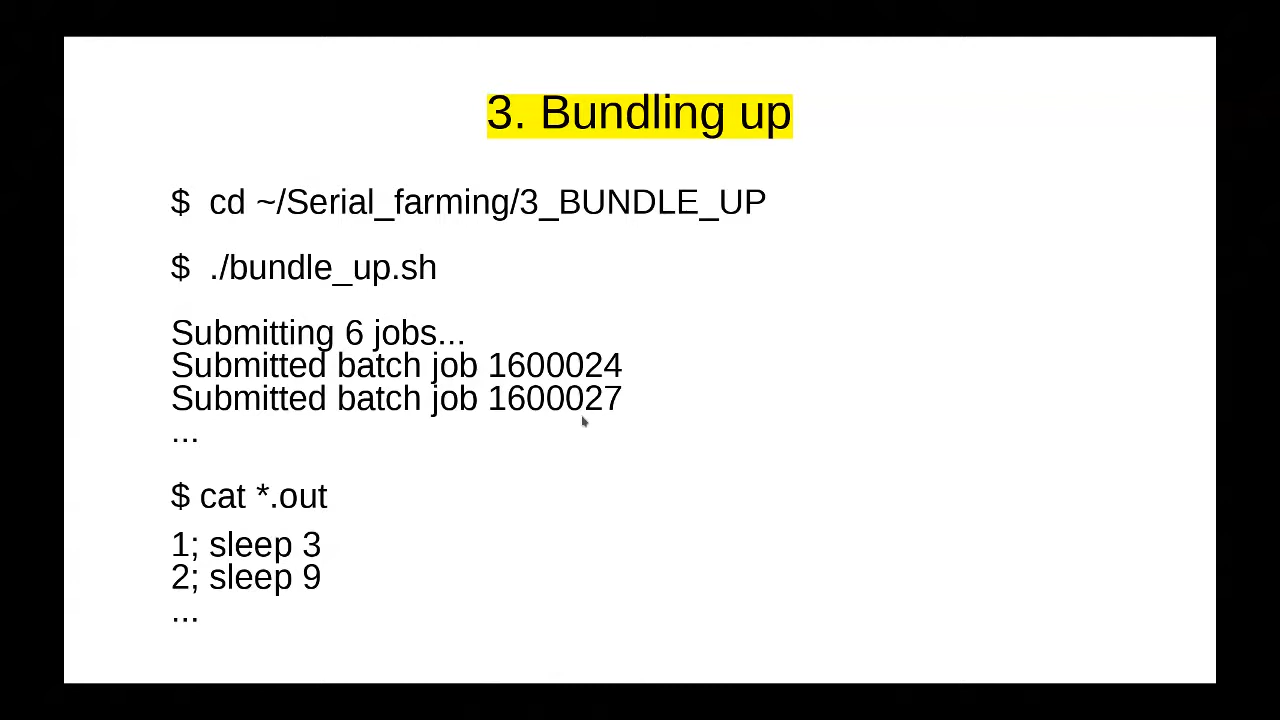 3. Bundling up
$ cd ~/Serial_farming/3_BUNDLE_UP
$ ./bundle_up.sh
Submitting 6 jobs...
Submitted batch job 1600024
Submitted batch job 1600027
...
$ cat *.out
1; sleep 3
2; sleep 9
...